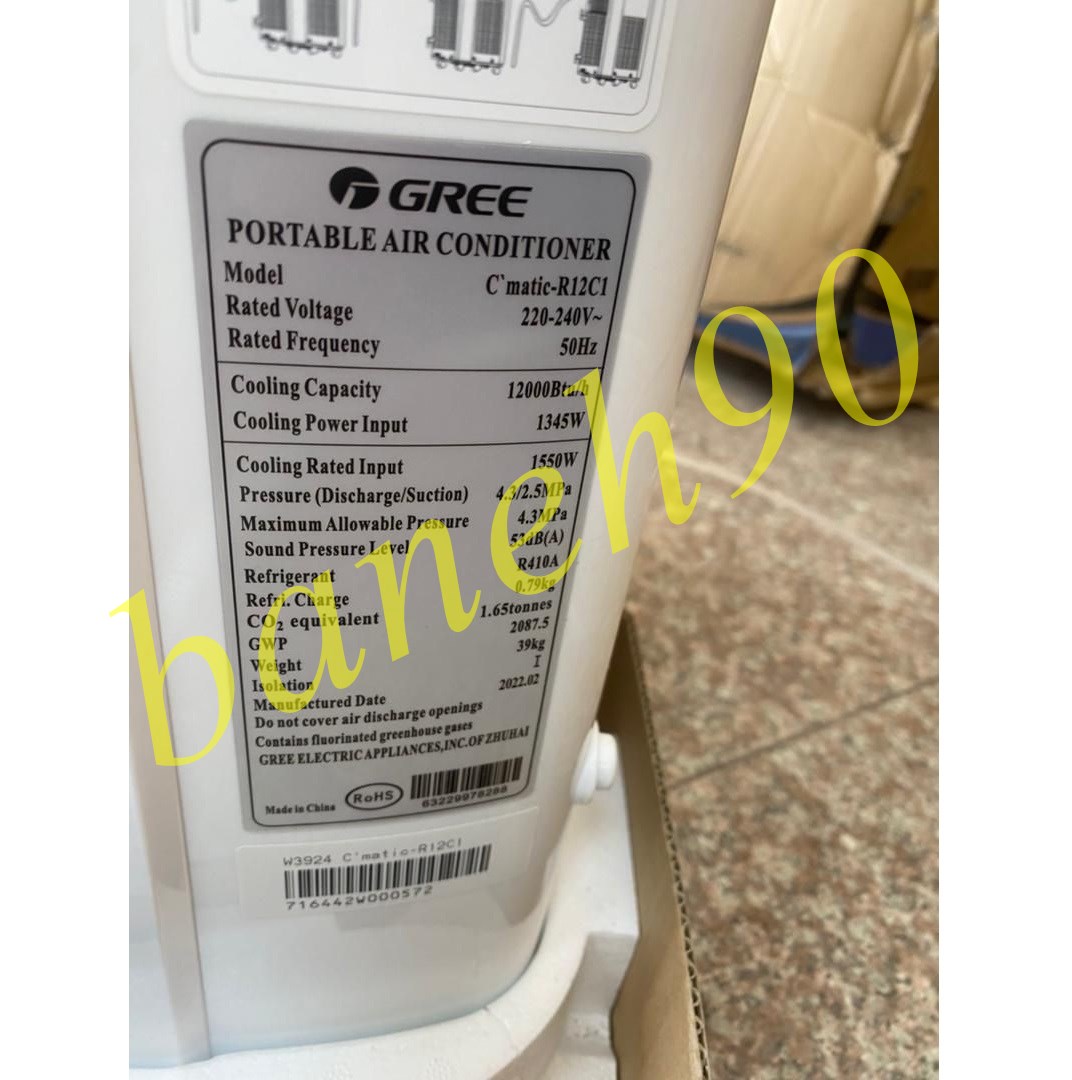 GREE
PORTABLE AIR CONDITIONER
Model C`matic-R12C1
Rated Voltage 220-240V~
Rated Frequency 50Hz
Cooling Capacity 12000Btu/h
Cooling Power Input 1345W
Cooling Rated Input 1550W
Pressure (Discharge/Suction) 4.3/2.5MPa
Maximum Allowable Pressure 4.3MPa
Sound Pressure Level 53dB(A)
Refrigerant R410A
Refri. Charge 0.79kg
CO₂ equivalent 1.65tonnes
GWP 2087.5
Weight 39kg
Isolation I
Manufactured Date 2022.02
Do not cover air discharge openings
Contains fluorinated greenhouse gases
GREE ELECTRIC APPLIANCES,INC.OF ZHUHAI
Made in China RoHS 63229978288
W3924 C'matic-R12C1
716442W000572
baneh90